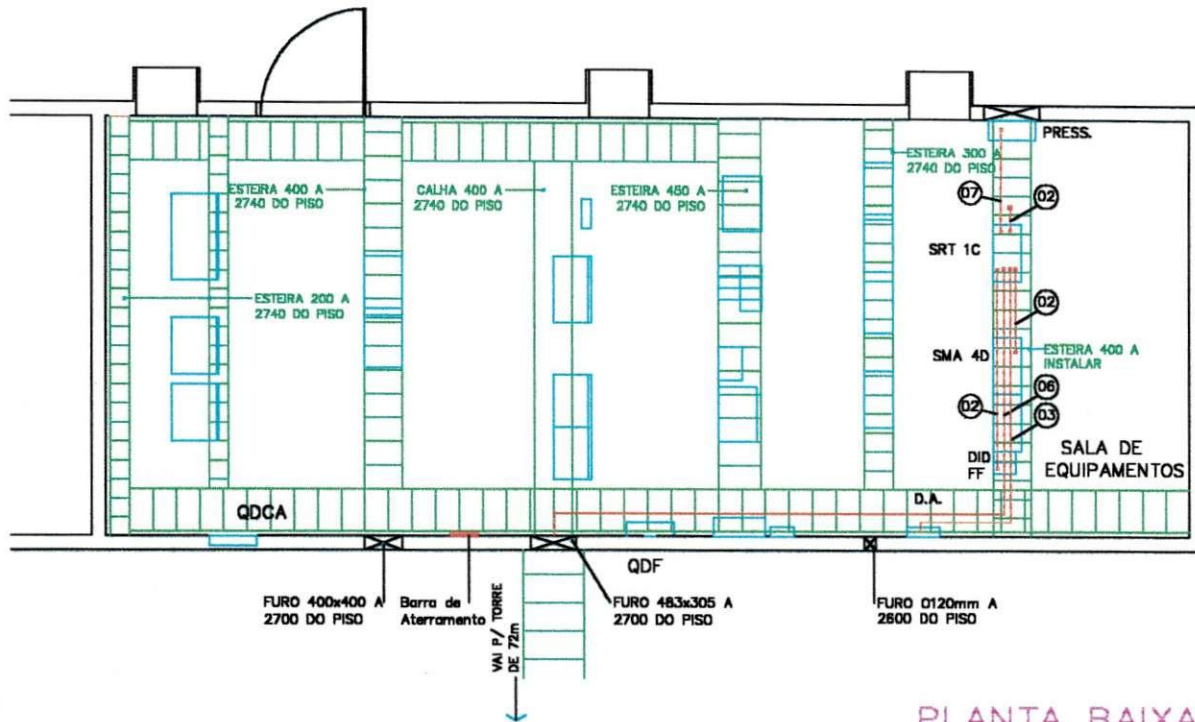 PRESS.
ESTEIRA 300 A
2740 DO PISO
ESTEIRA 400 A
2740 DO PISO
CALHA 400 A
2740 DO PISO
ESTEIRA 450 A
2740 DO PISO
07
02
SRT 1C
ESTEIRA 200 A
2740 DO PISO
02
SMA 4D
ESTEIRA 400 A
INSTALAR
02
06
03
DID
FF
SALA DE
EQUIPAMENTOS
D.A.
QDCA
QDF
FURO 400x400 A
2700 DO PISO
Barra de
Aterramento
VAI P/ TORRE
DE 72m
FURO 483x305 A
2700 DO PISO
FURO D120mm A
2600 DO PISO
PLANTA BAIXA